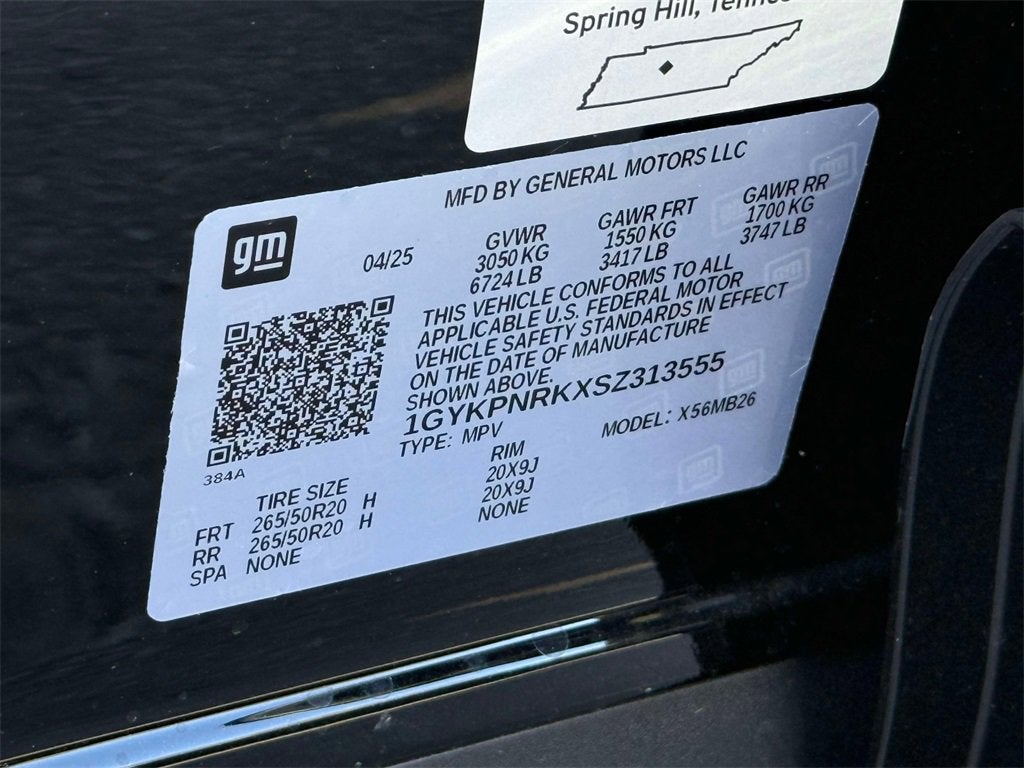 Spring Hill,
MFD BY GENERAL MOTORS LLC
gm
04/25
GVWR
3050 KG
6724 LB
GAWR FRT
1550 KG
3417 LB
GAWR RR
1700 KG
3747 LB
THIS VEHICLE CONFORMS TO ALL
APPLICABLE U.S. FEDERAL MOTOR
VEHICLE SAFETY STANDARDS IN EFFECT
ON THE DATE OF MANUFACTURE
SHOWN ABOVE.
1GYKPNRKXSZ313555
TYPE: MPV MODEL: X56MB26
384A
TIRE SIZE RIM
FRT 265/50R20 H 20X9J
RR 265/50R20 H 20X9J
SPA NONE NONE